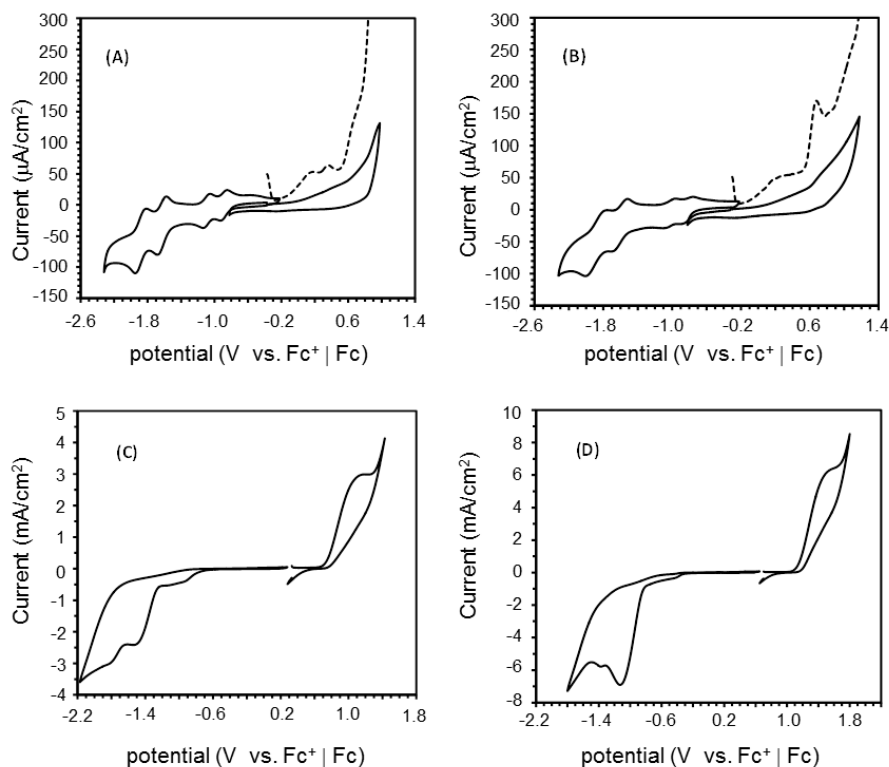 (A)
Current (μA/cm²)
300
250
200
150
100
50
0
-50
-100
-150
-2.6 -1.8 -1.0 -0.2 0.6 1.4
potential (V vs. Fc⁺ | Fc)
(B)
Current (μA/cm²)
300
250
200
150
100
50
0
-50
-100
-150
-2.6 -1.8 -1.0 -0.2 0.6 1.4
potential (V vs. Fc⁺ | Fc)
(C)
Current (mA/cm²)
5
4
3
2
1
0
-1
-2
-3
-4
-2.2 -1.4 -0.6 0.2 1.0 1.8
potential (V vs. Fc⁺ | Fc)
(D)
Current (mA/cm²)
10
8
6
4
2
0
-2
-4
-6
-8
-2.2 -1.4 -0.6 0.2 1.0 1.8
potential (V vs. Fc⁺ | Fc)